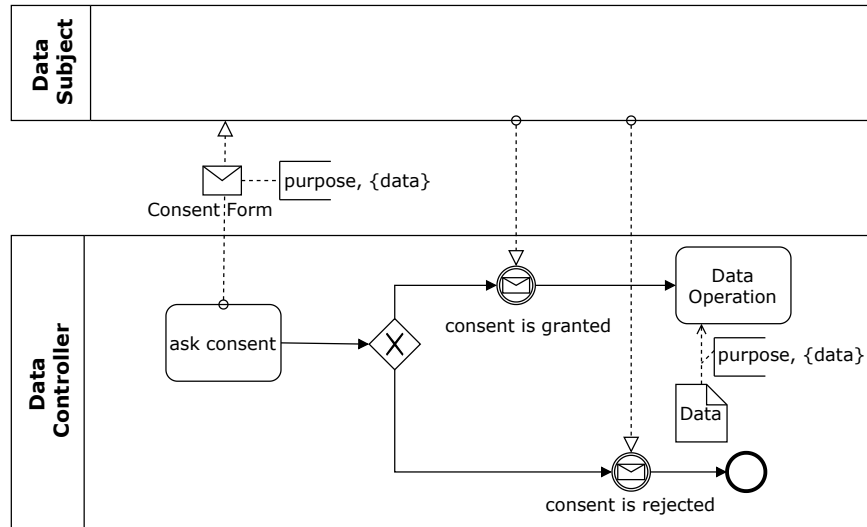 Data
Subject
purpose, {data}
Consent Form
Data
Controller
ask consent
X
consent is granted
Data
Operation
purpose, {data}
Data
consent is rejected